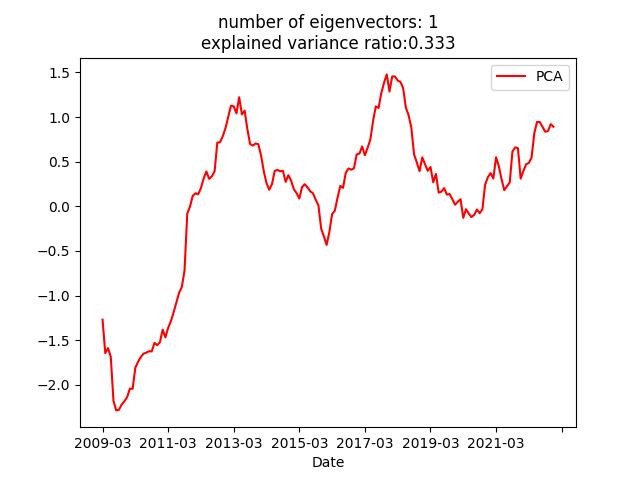 number of eigenvectors: 1
explained variance ratio:0.333
PCA
1.5
1.0
0.5
0.0
−0.5
−1.0
−1.5
−2.0
2009-03 2011-03 2013-03 2015-03 2017-03 2019-03 2021-03
Date